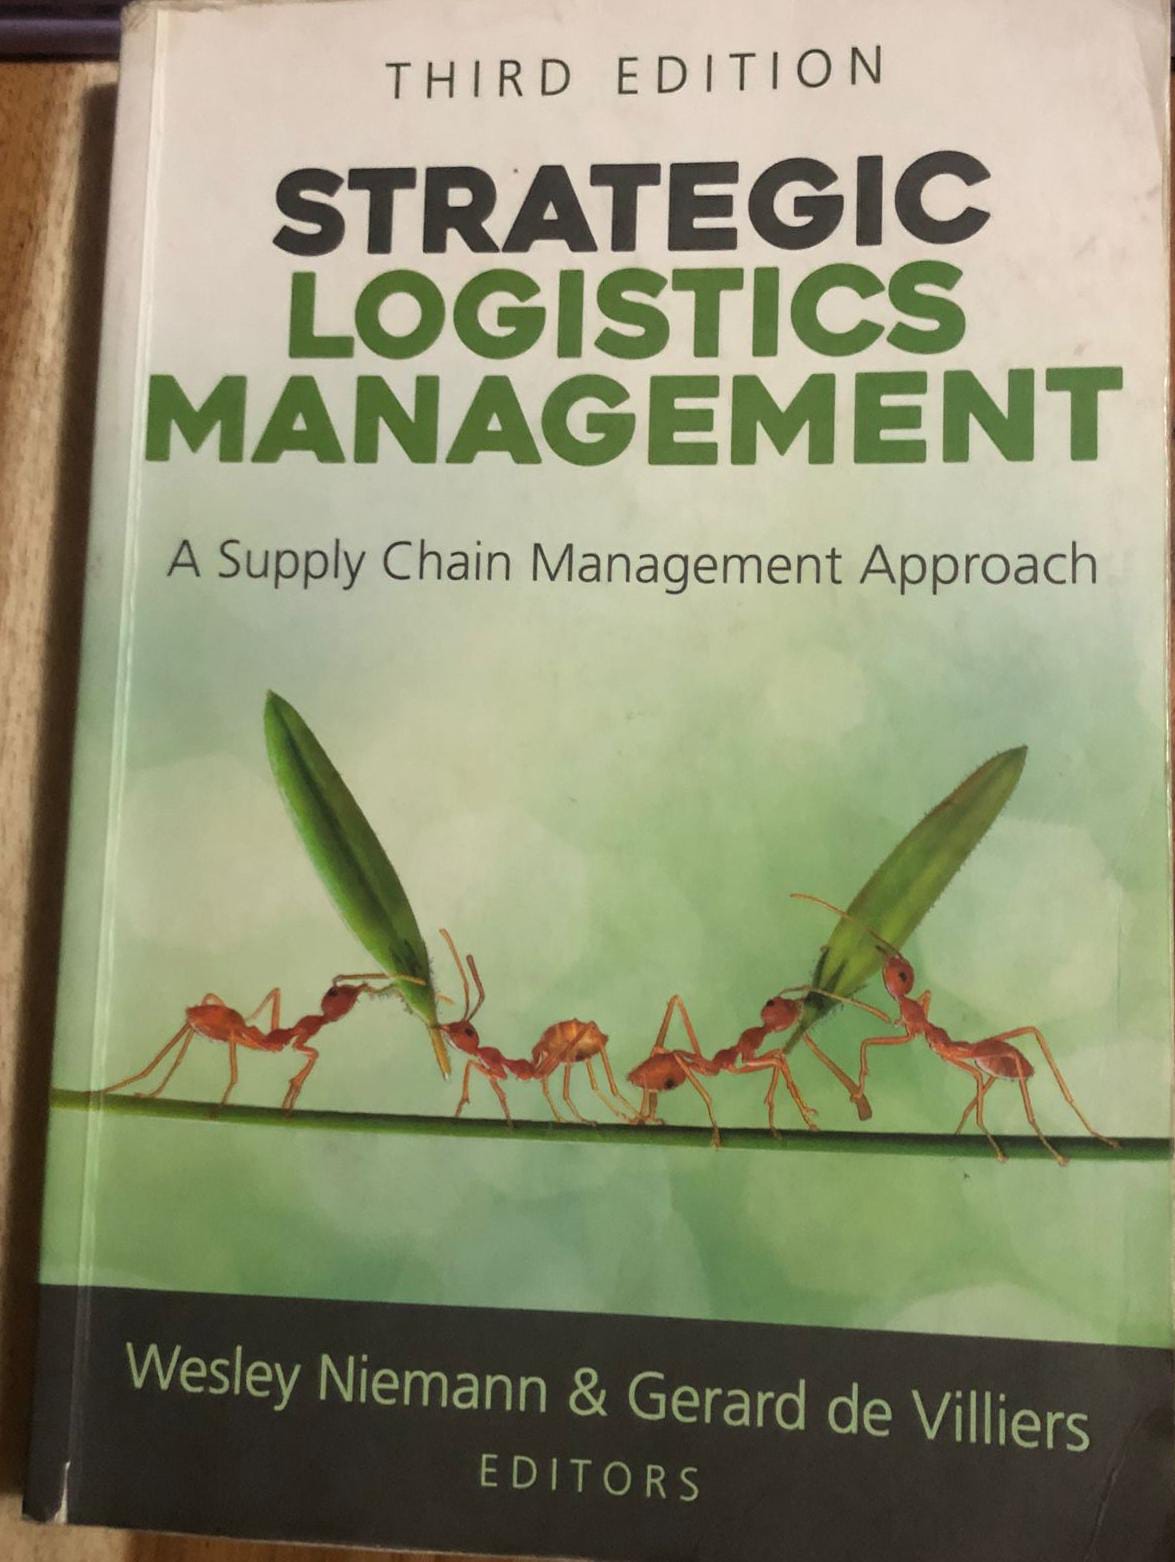 THIRD EDITION
STRATEGIC
LOGISTICS
MANAGEMENT
A Supply Chain Management Approach
Wesley Niemann & Gerard de Villiers
EDITORS